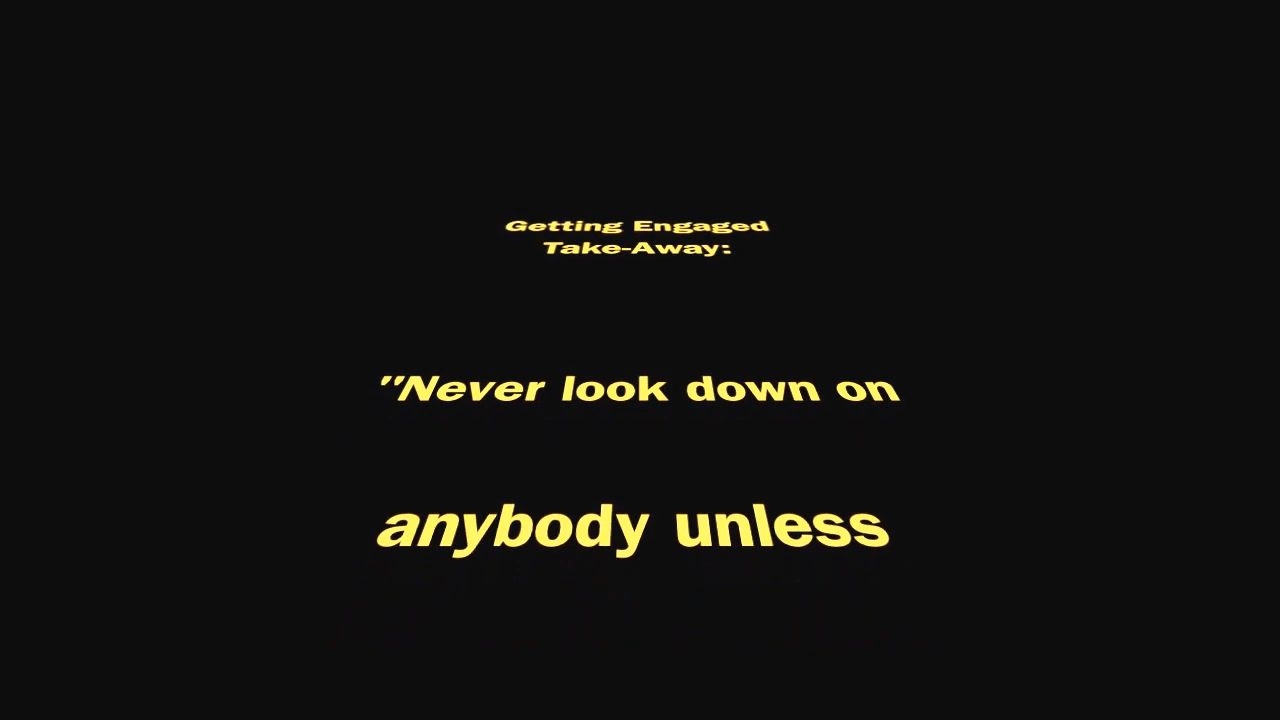 Getting Engaged
Take-Away:
"Never look down on
anybody unless